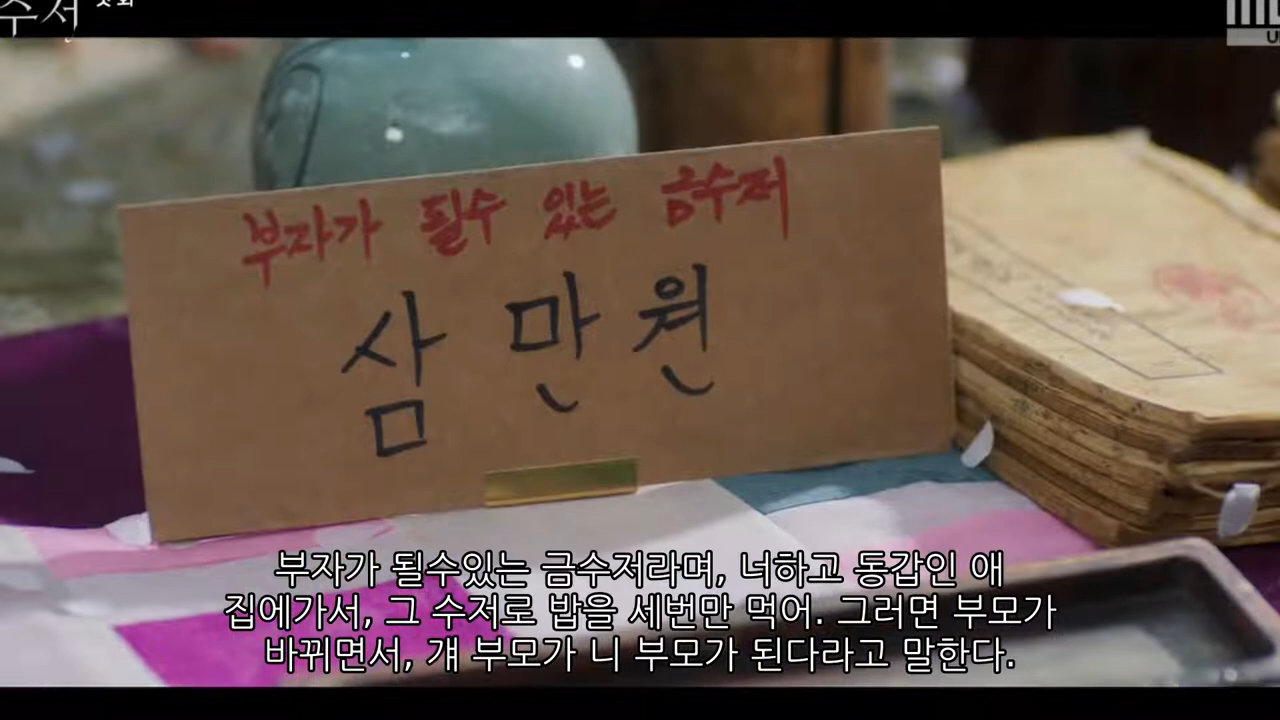 수저
부자가 될수 있는 금수저
삼만원
부자가 될수있는 금수저라며, 너하고 동갑인 애
집에가서, 그 수저로 밥을 세번만 먹어. 그러면 부모가
바뀌면서, 걔 부모가 니 부모가 된다라고 말한다.